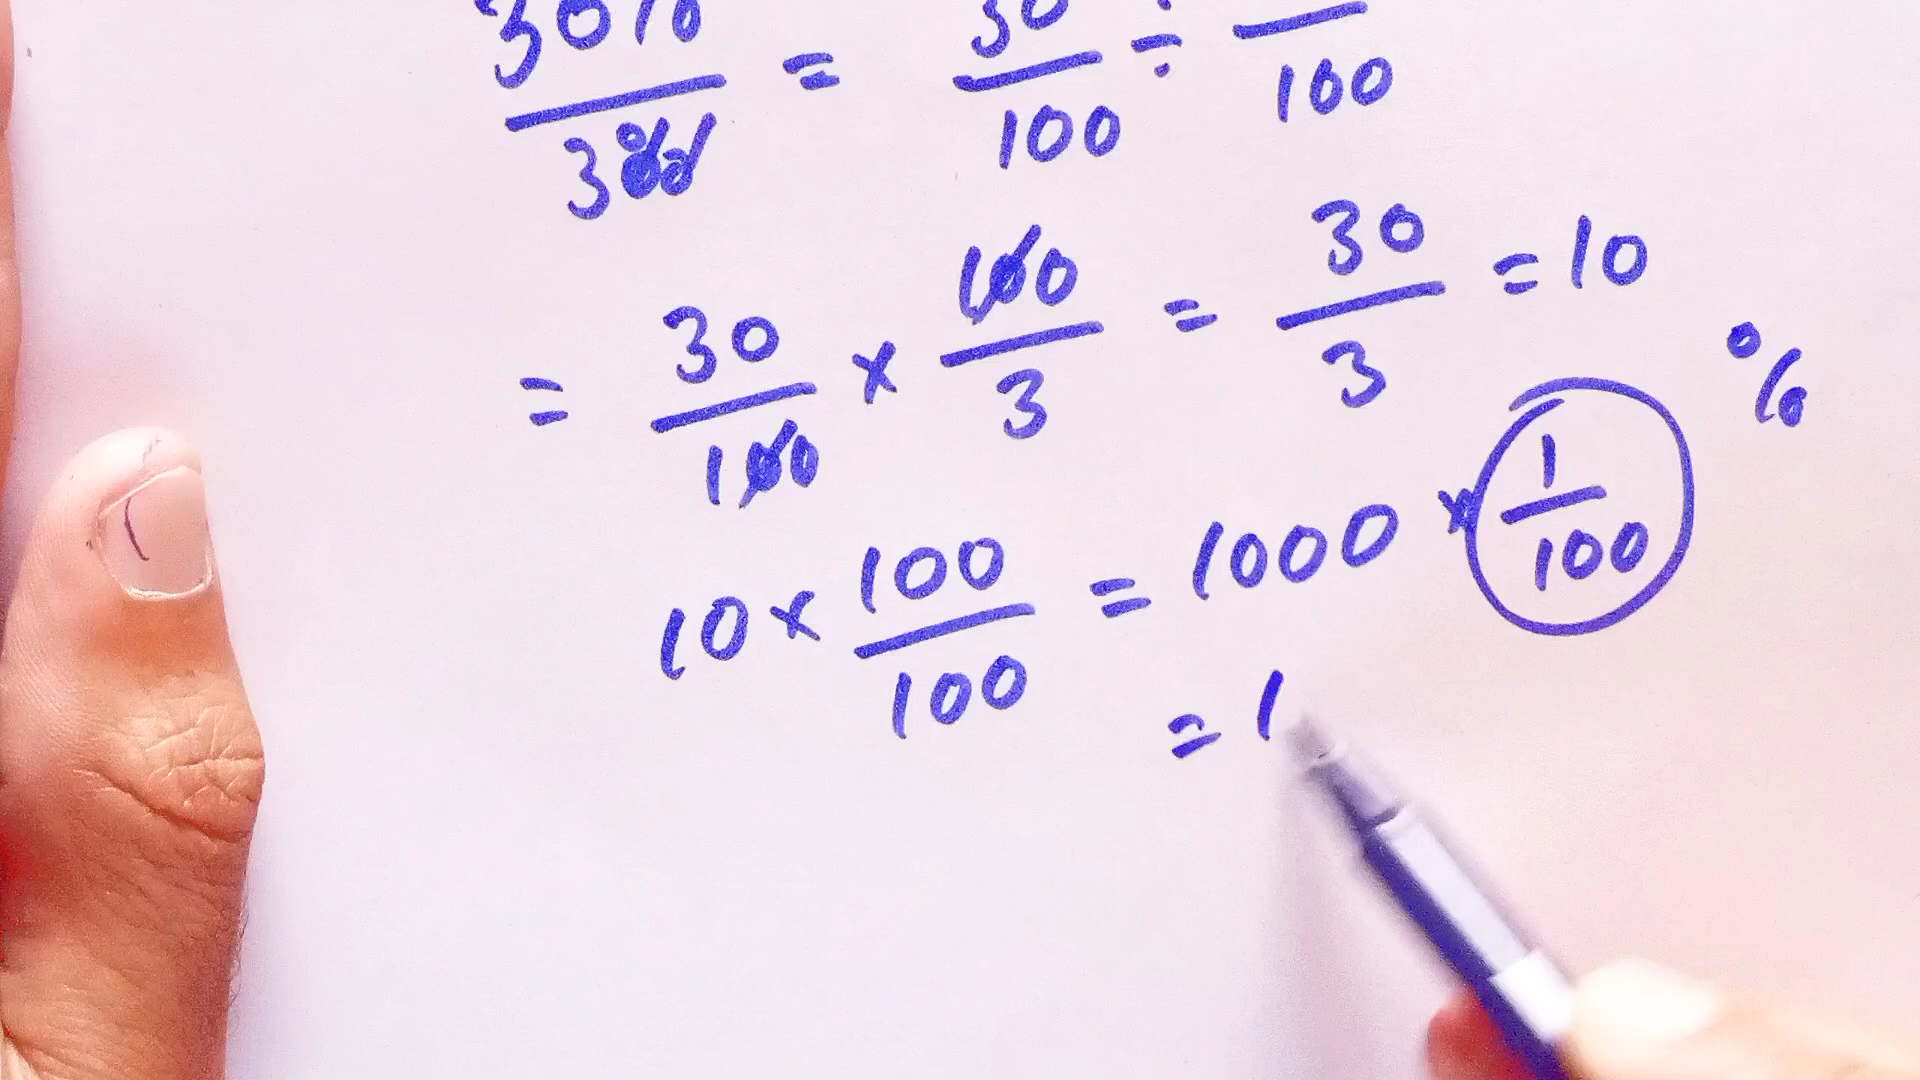 30% / 3% = 30/100 ÷ /100
= 30/100 × 100/3 = 30/3 = 10
%
10 × 100/100 = 1000 × 1/100
= 1